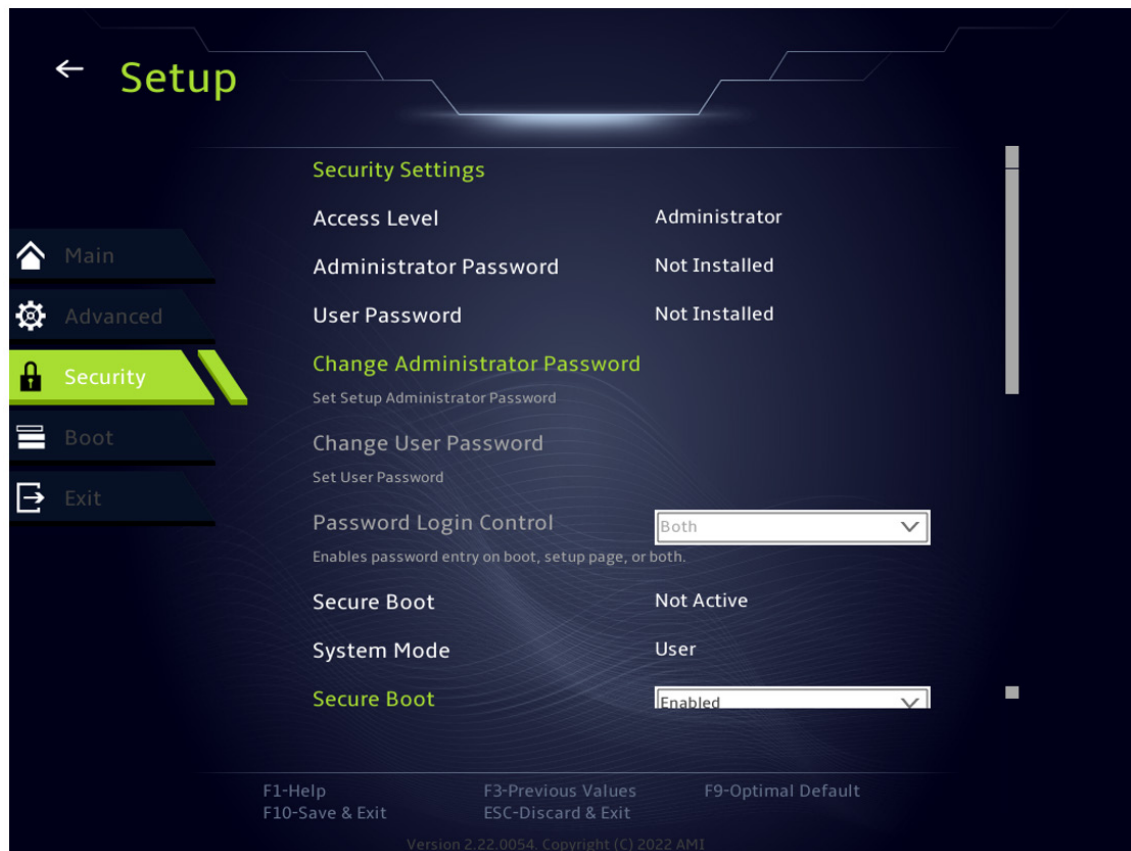 Setup
Security Settings
Access Level Administrator
Main
Administrator Password Not Installed
Advanced
User Password Not Installed
Security
Change Administrator Password
Set Setup Administrator Password
Boot
Change User Password
Set User Password
Exit
Password Login Control Both
Enables password entry on boot, setup page, or both.
Secure Boot Not Active
System Mode User
Secure Boot Enabled
F1-Help F3-Previous Values F9-Optimal Default
F10-Save & Exit ESC-Discard & Exit
Version 2.22.0054. Copyright (C) 2022 AMI